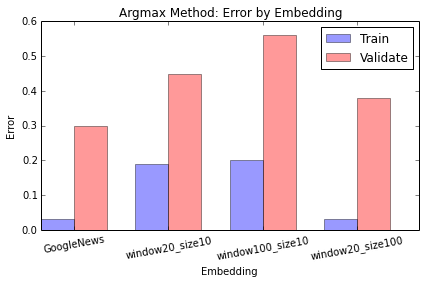 Argmax Method: Error by Embedding
Train
Validate
Error
0.6
0.5
0.4
0.3
0.2
0.1
0.0
GoogleNews
window20_size10
window100_size10
window20_size100
Embedding